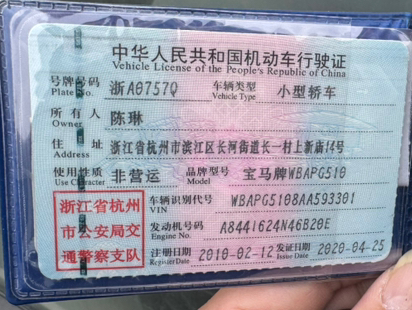 中华人民共和国机动车行驶证
Vehicle License of the People's Republic of China
号牌号码 浙A0757Q 车辆类型 小型轿车
Plate No. Vehicle Type
所有人 陈琳
Owner
住址 浙江省杭州市滨江区长河街道长一村上新庙14号
Address
使用性质 非营运 品牌型号 宝马牌WBAPG510
Use Character Model
浙江省杭州
市公安局交
通警察支队
车辆识别代号 WBAPG5108AA593301
VIN
发动机号码 A8441624N46B20E
Engine No.
注册日期 2010-02-12 发证日期 2020-04-25
Register Date Issue Date